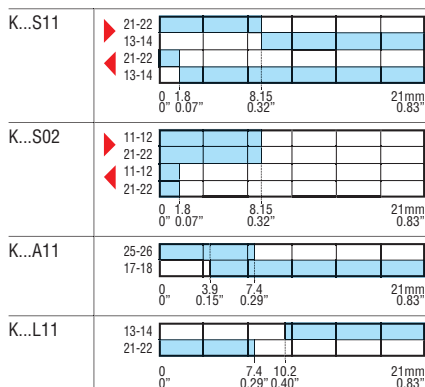 K...S11
21-22
13-14
21-22
13-14
0 1.8 8.15 21mm
0" 0.07" 0.32" 0.83"
K...S02
11-12
21-22
11-12
21-22
0 1.8 8.15 21mm
0" 0.07" 0.32" 0.83"
K...A11
25-26
17-18
0 3.9 7.4 21mm
0" 0.15" 0.29" 0.83"
K...L11
13-14
21-22
0 7.4 10.2 21mm
0" 0.29" 0.40" 0.83"